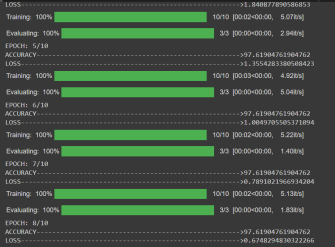 LOSS------------------------------------------------>1.840877890586853
Training: 100% 10/10 [00:02<00:00, 5.07it/s]
Evaluating: 100% 3/3 [00:00<00:00, 2.94it/s]
EPOCH: 5/10
ACCURACY-------------------------------------------->97.61904761904762
LOSS------------------------------------------------>1.3554283380508423
Training: 100% 10/10 [00:03<00:00, 4.92it/s]
Evaluating: 100% 3/3 [00:00<00:00, 5.04it/s]
EPOCH: 6/10
ACCURACY-------------------------------------------->97.61904761904762
LOSS------------------------------------------------>1.0049705505371094
Training: 100% 10/10 [00:02<00:00, 5.22it/s]
Evaluating: 100% 3/3 [00:00<00:00, 1.40it/s]
EPOCH: 7/10
ACCURACY-------------------------------------------->97.61904761904762
LOSS------------------------------------------------>0.7891021966934204
Training: 100% 10/10 [00:02<00:00, 5.13it/s]
Evaluating: 100% 3/3 [00:00<00:00, 1.83it/s]
EPOCH: 8/10
ACCURACY-------------------------------------------->97.61904761904762
LOSS------------------------------------------------>0.6748294830322266